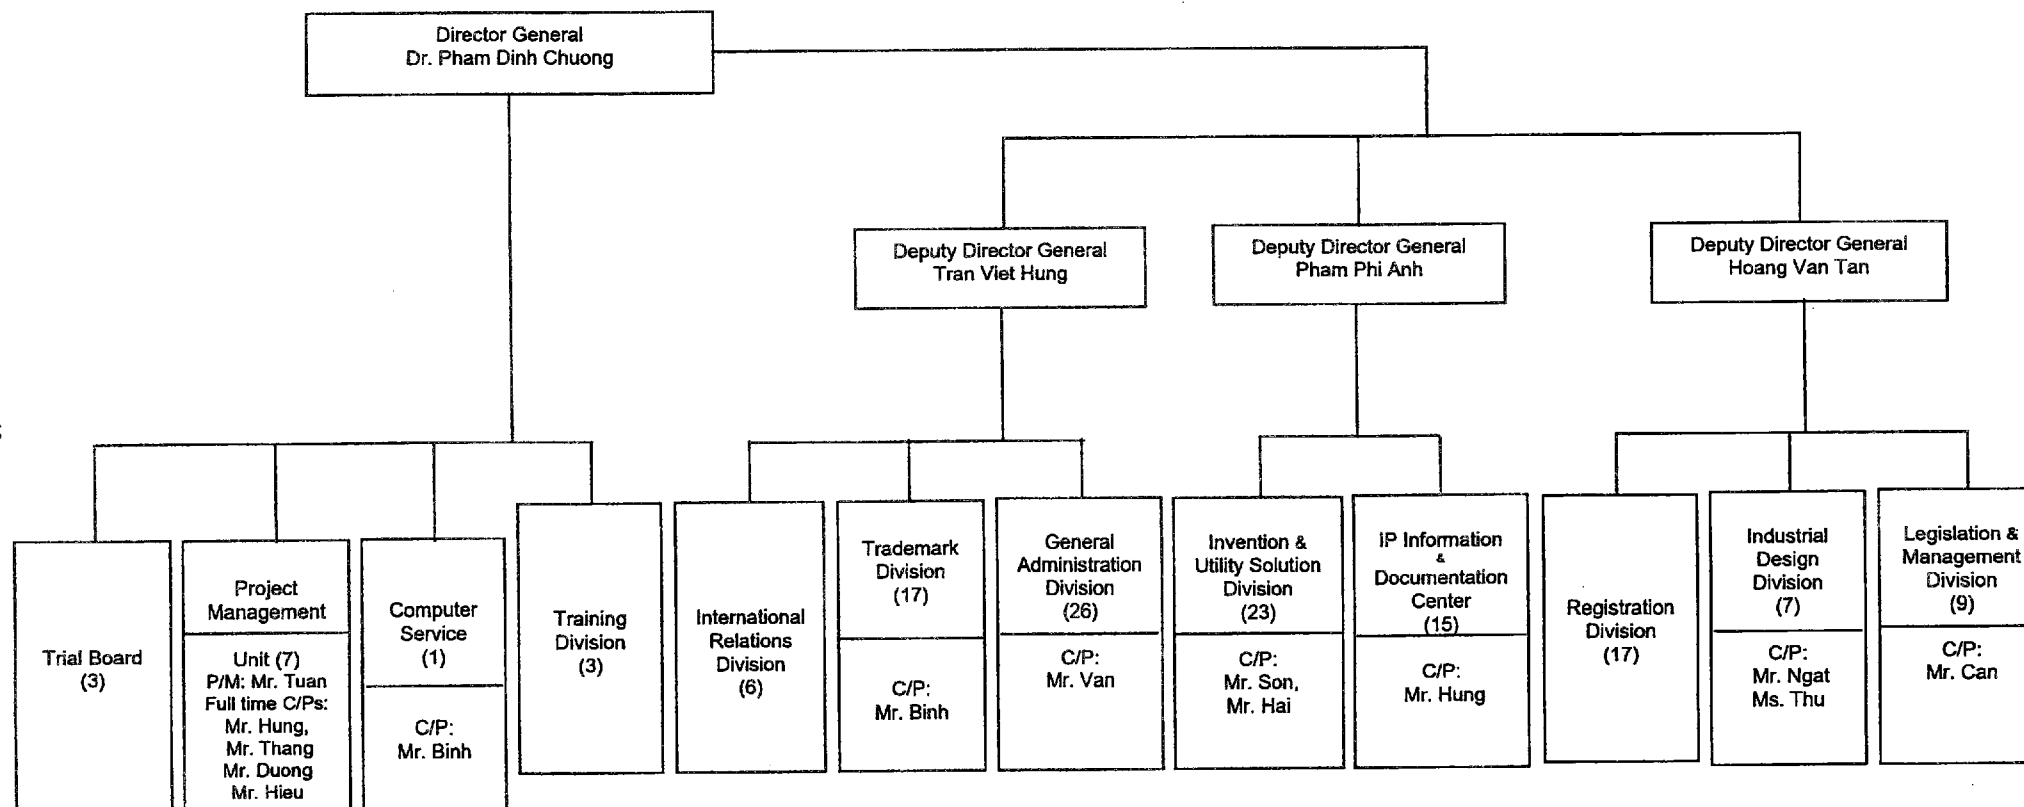 Director General
Dr. Pham Dinh Chuong
Deputy Director General
Tran Viet Hung
Deputy Director General
Pham Phi Anh
Deputy Director General
Hoang Van Tan
Trial Board
(3)
Project
Management
Unit (7)
P/M: Mr. Tuan
Full time C/Ps:
Mr. Hung,
Mr. Thang
Mr. Duong
Mr. Hieu
Computer
Service
(1)
C/P:
Mr. Binh
Training
Division
(3)
International
Relations
Division
(6)
Trademark
Division
(17)
C/P:
Mr. Binh
General
Administration
Division
(26)
C/P:
Mr. Van
Invention &
Utility Solution
Division
(23)
C/P:
Mr. Son,
Mr. Hai
IP Information
&
Documentation
Center
(15)
C/P:
Mr. Hung
Registration
Division
(17)
Industrial
Design
Division
(7)
C/P:
Mr. Ngat
Ms. Thu
Legislation &
Management
Division
(9)
C/P:
Mr. Can